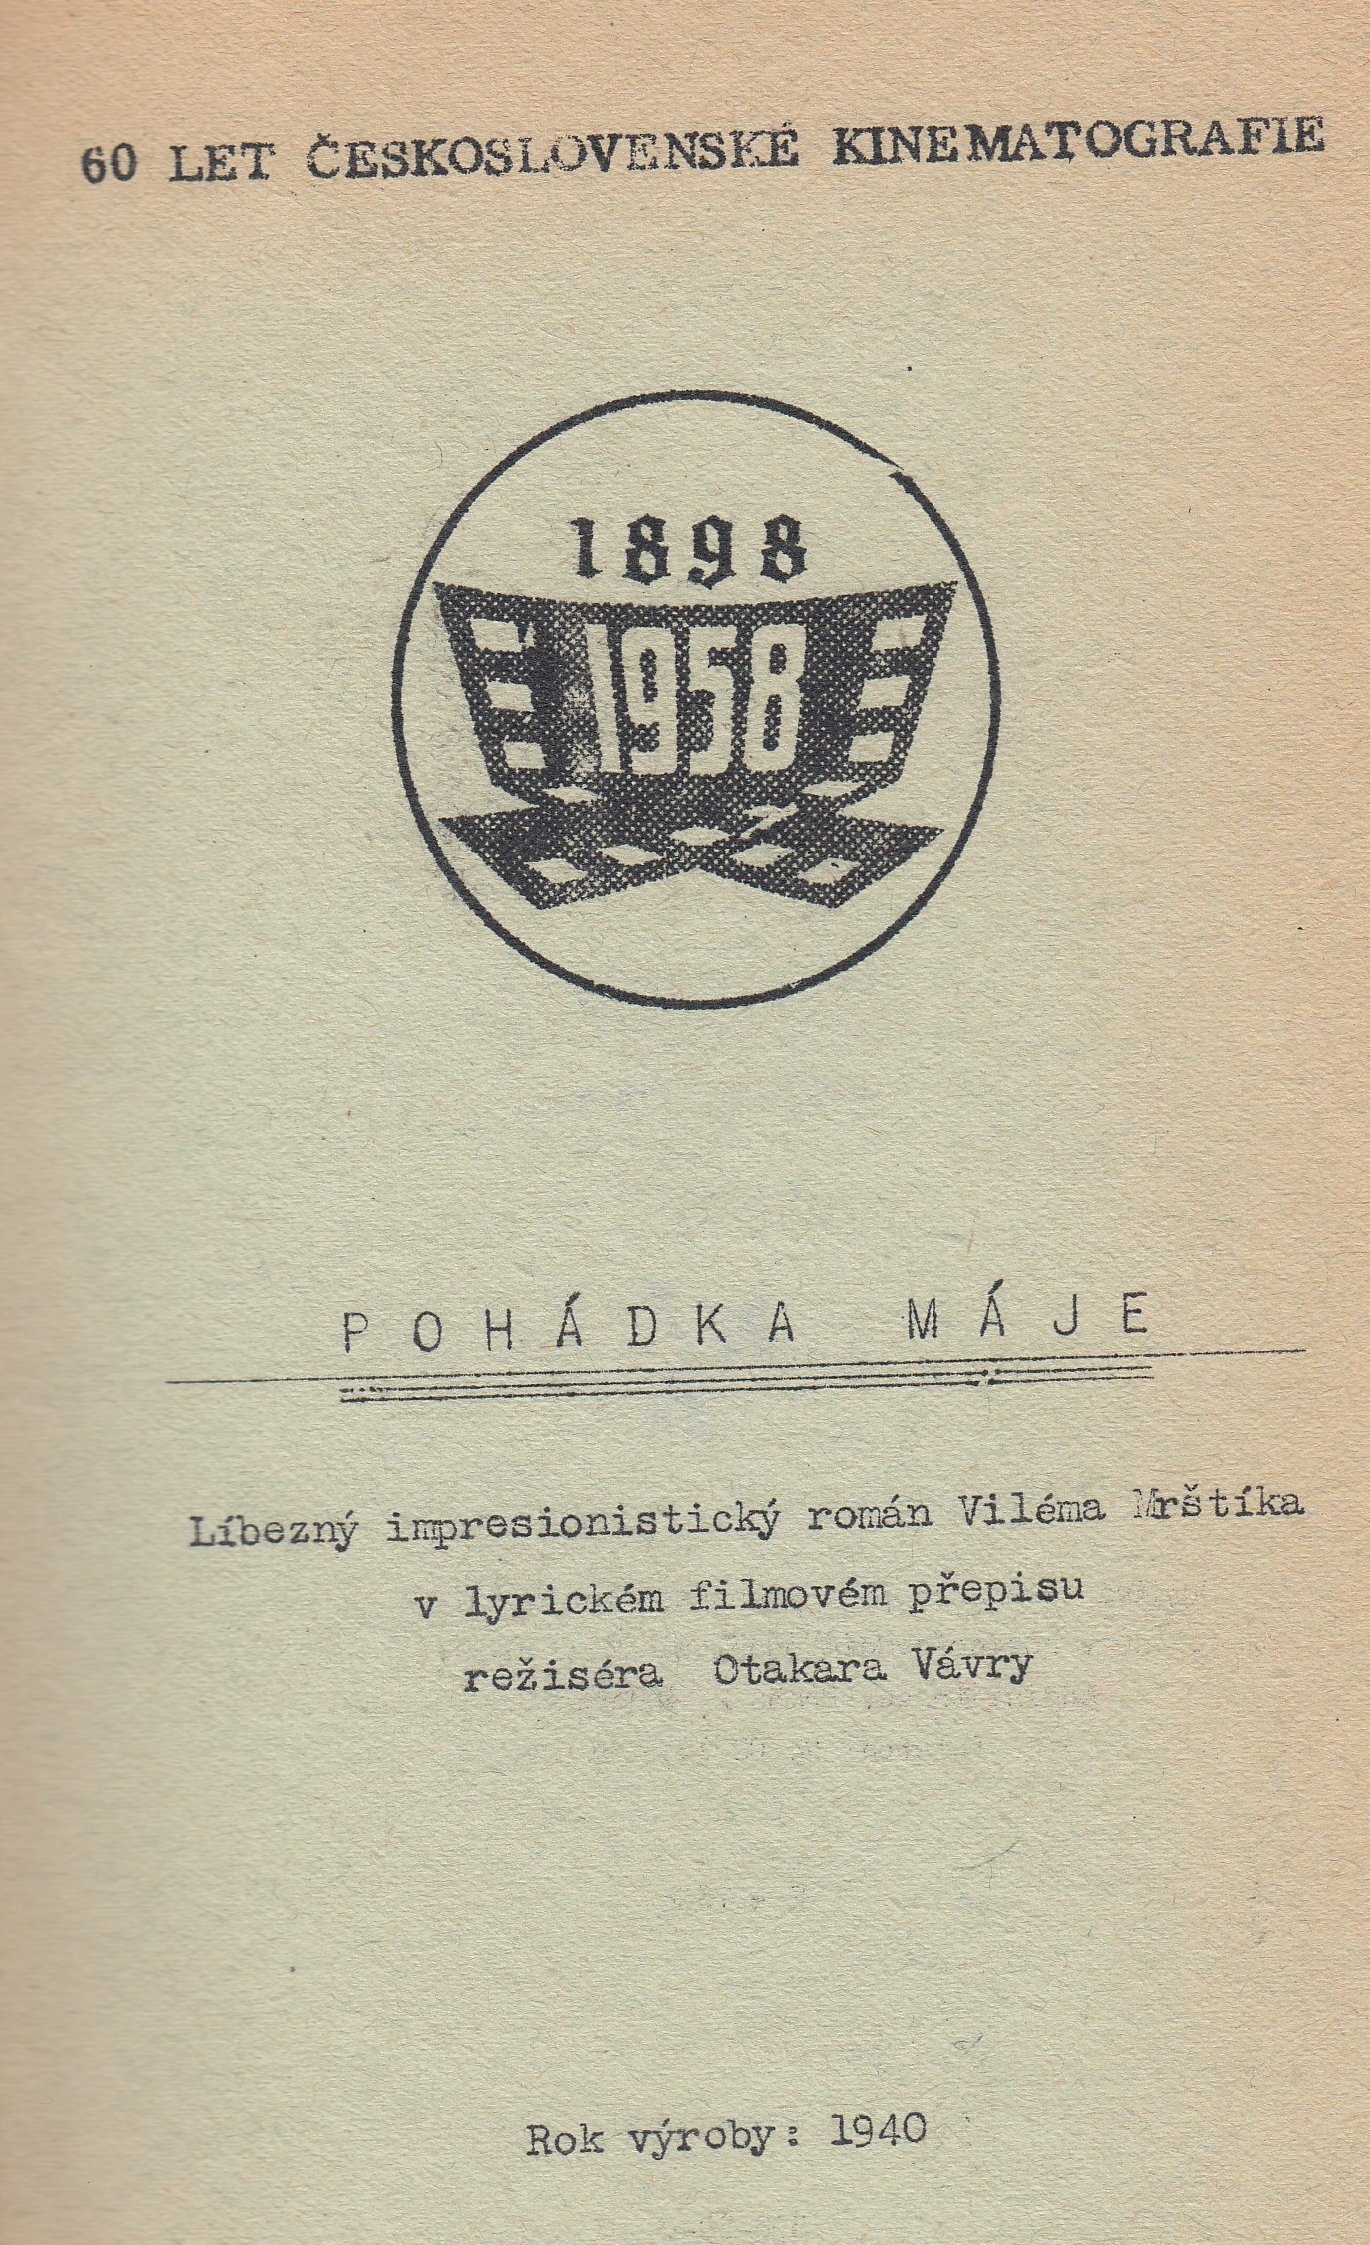 60 LET ČESKOSLOVENSKÉ KINEMATOGRAFIE
1898
1958
POHÁDKA MÁJE
Líbezný impresionistický román Viléma Mrštíka
v lyrickém filmovém přepisu
režiséra Otakara Vávry
Rok výroby: 1940